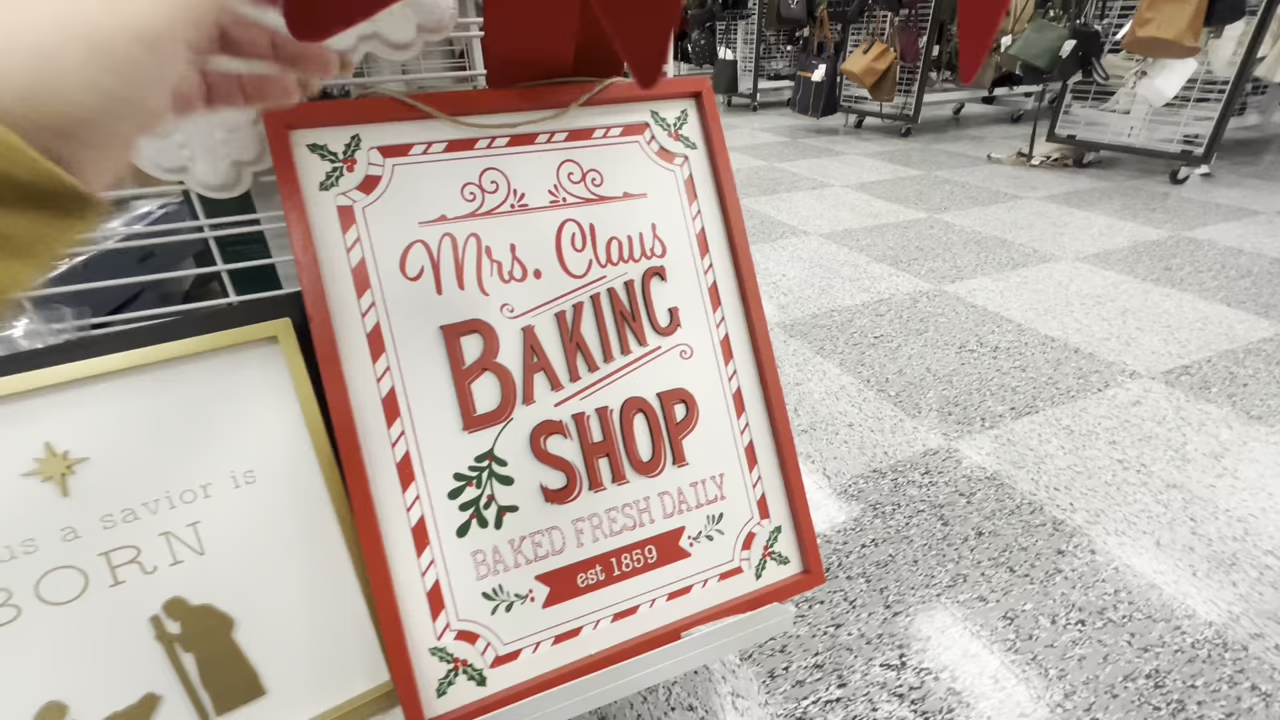 Mrs. Claus
BAKING
SHOP
BAKED FRESH DAILY
est 1859
us a savior is
BORN